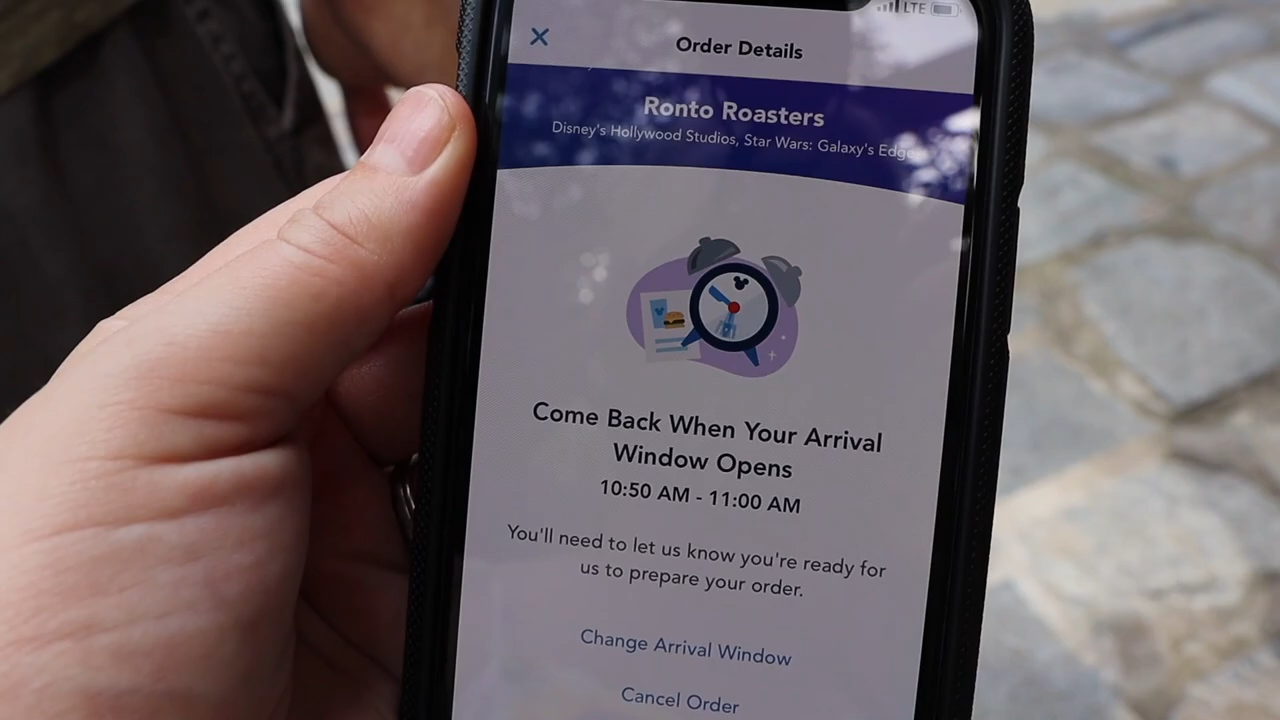 LTE
Order Details
Ronto Roasters
Disney's Hollywood Studios, Star Wars: Galaxy's Edge
Come Back When Your Arrival
Window Opens
10:50 AM - 11:00 AM
You'll need to let us know you're ready for
us to prepare your order.
Change Arrival Window
Cancel Order